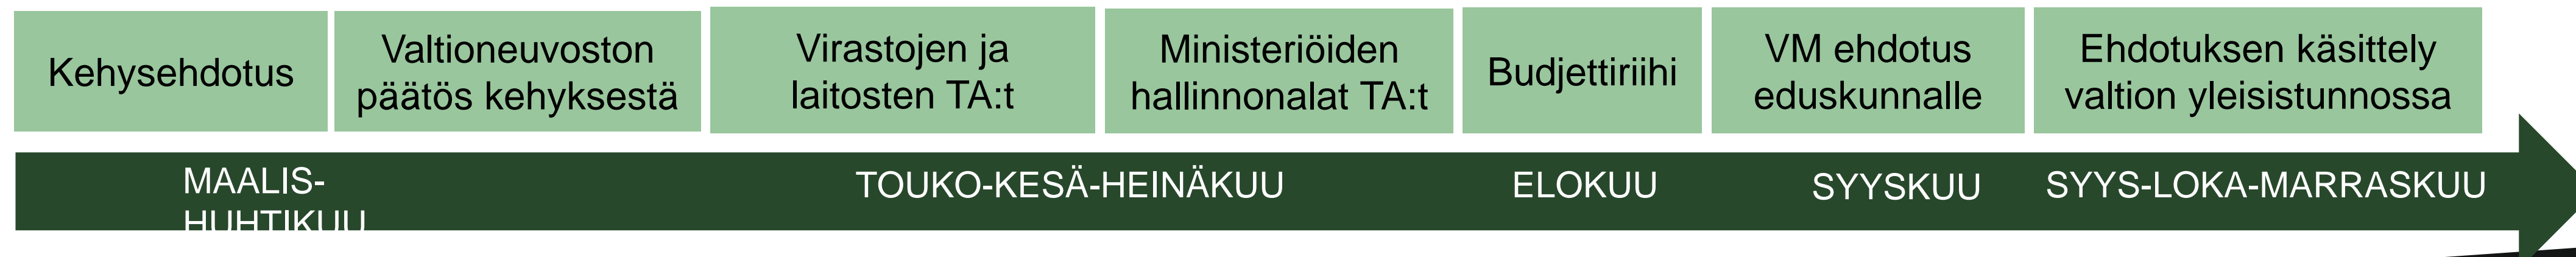 Kehysehdotus
Valtioneuvoston
päätös kehyksestä
Virastojen ja
laitosten TA:t
Ministeriöiden
hallinnonalat TA:t
Budjettiriihi
VM ehdotus
eduskunnalle
Ehdotuksen käsittely
valtion yleisistunnossa
MAALIS-
HUHTIKUU
TOUKO-KESÄ-HEINÄKUU
ELOKUU
SYYSKUU
SYYS-LOKA-MARRASKUU